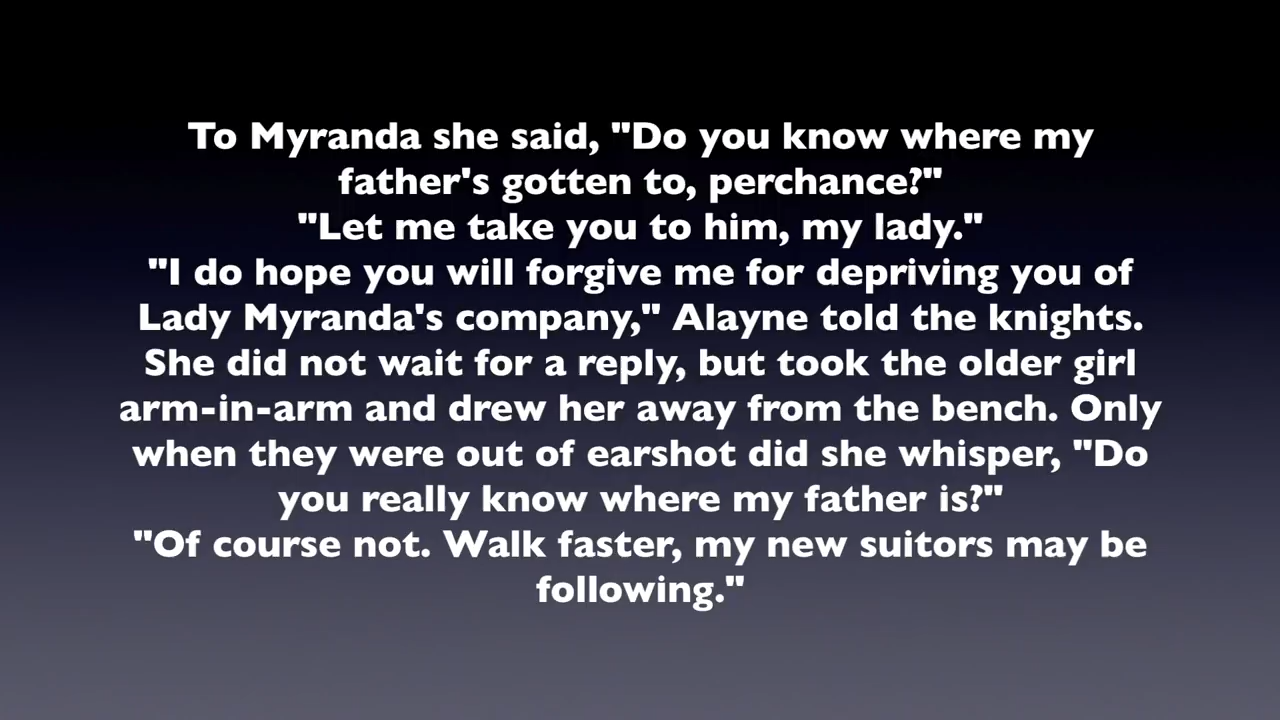 To Myranda she said, "Do you know where my
father's gotten to, perchance?"
"Let me take you to him, my lady."
"I do hope you will forgive me for depriving you of
Lady Myranda's company," Alayne told the knights.
She did not wait for a reply, but took the older girl
arm-in-arm and drew her away from the bench. Only
when they were out of earshot did she whisper, "Do
you really know where my father is?"
"Of course not. Walk faster, my new suitors may be
following."